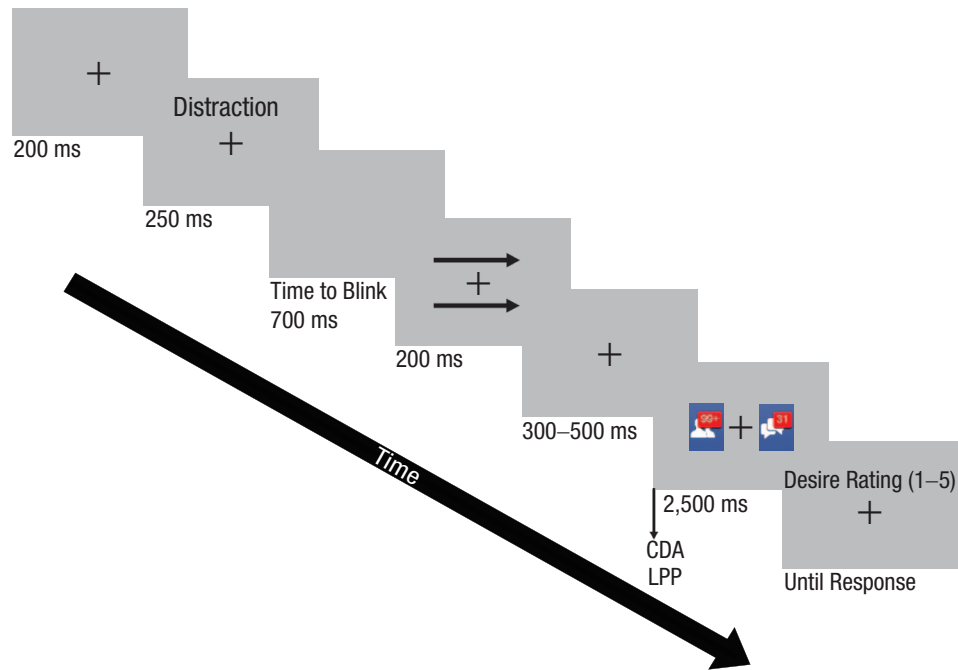 200 ms
Distraction
250 ms
Time to Blink
700 ms
200 ms
300–500 ms
99+
31
2,500 ms
CDA
LPP
Desire Rating (1–5)
Until Response
Time